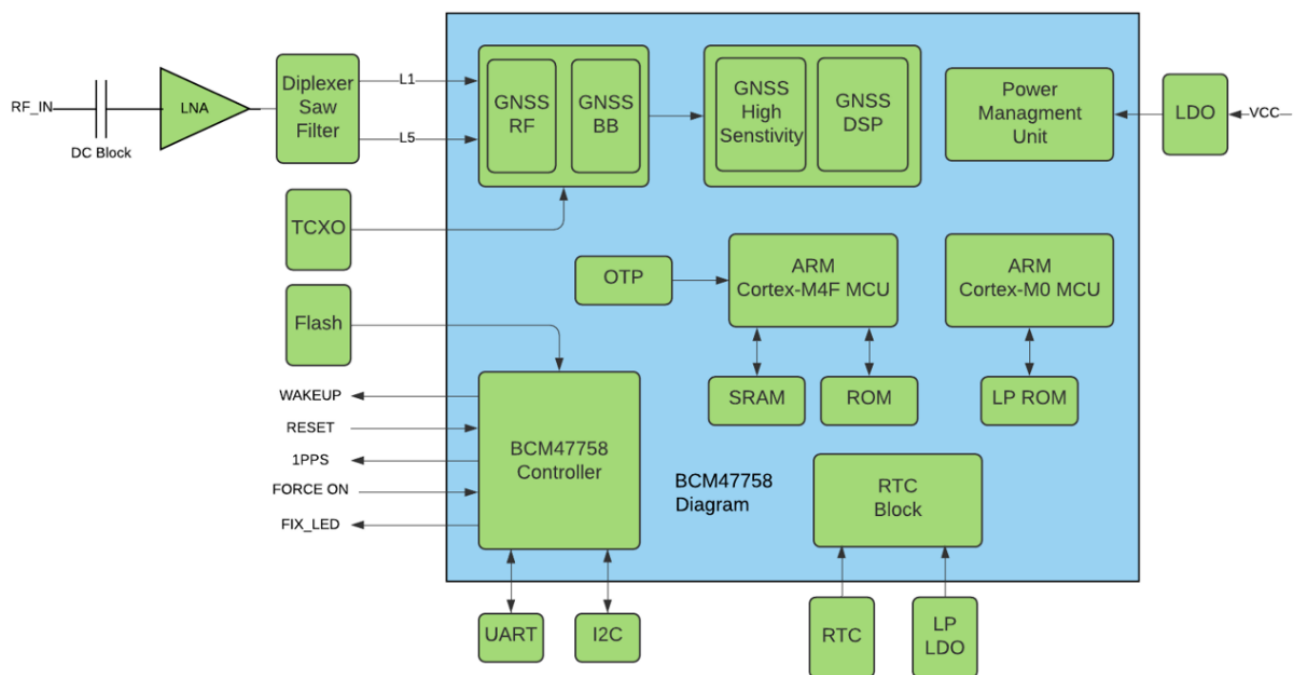 RF_IN
DC Block
LNA
Diplexer
Saw
Filter
L1
L5
GNSS
RF
GNSS
BB
GNSS
High
Senstivity
GNSS
DSP
Power
Managment
Unit
LDO
VCC
TCXO
Flash
OTP
ARM
Cortex-M4F MCU
ARM
Cortex-M0 MCU
SRAM
ROM
LP ROM
WAKEUP
RESET
1PPS
FORCE ON
FIX_LED
BCM47758
Controller
BCM47758
Diagram
RTC
Block
UART
I2C
RTC
LP
LDO